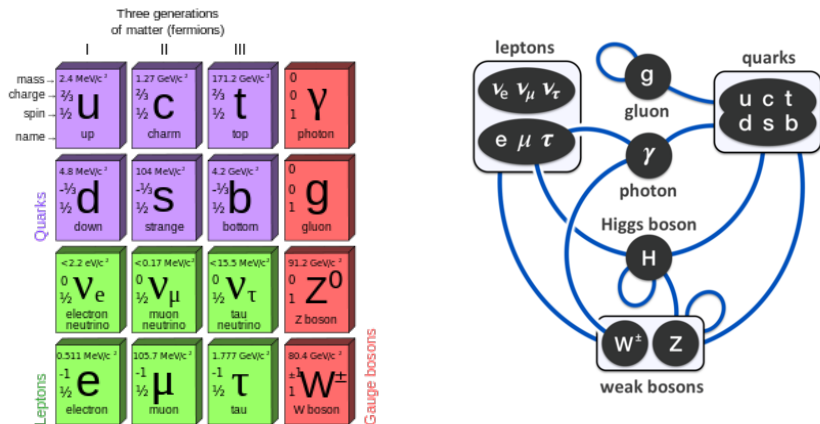 Three generations
of matter (fermions)
I II III
mass
charge
spin
name
2.4 MeV/c²
⅔
½
u
up
1.27 GeV/c²
⅔
½
c
charm
171.2 GeV/c²
⅔
½
t
top
0
0
1
γ
photon
Quarks
4.8 MeV/c²
-⅓
½
d
down
104 MeV/c²
-⅓
½
s
strange
4.2 GeV/c²
-⅓
½
b
bottom
0
0
1
g
gluon
<2.2 eV/c²
0
½
νe
electron
neutrino
<0.17 MeV/c²
0
½
νμ
muon
neutrino
<15.5 MeV/c²
0
½
ντ
tau
neutrino
91.2 GeV/c²
0
1
Z⁰
Z boson
Leptons
0.511 MeV/c²
-1
½
e
electron
105.7 MeV/c²
-1
½
μ
muon
1.777 GeV/c²
-1
½
τ
tau
80.4 GeV/c²
±1
1
W±
W boson
Gauge bosons
leptons
νe νμ ντ
e μ τ
g
gluon
quarks
u c t
d s b
γ
photon
Higgs boson
H
W± Z
weak bosons